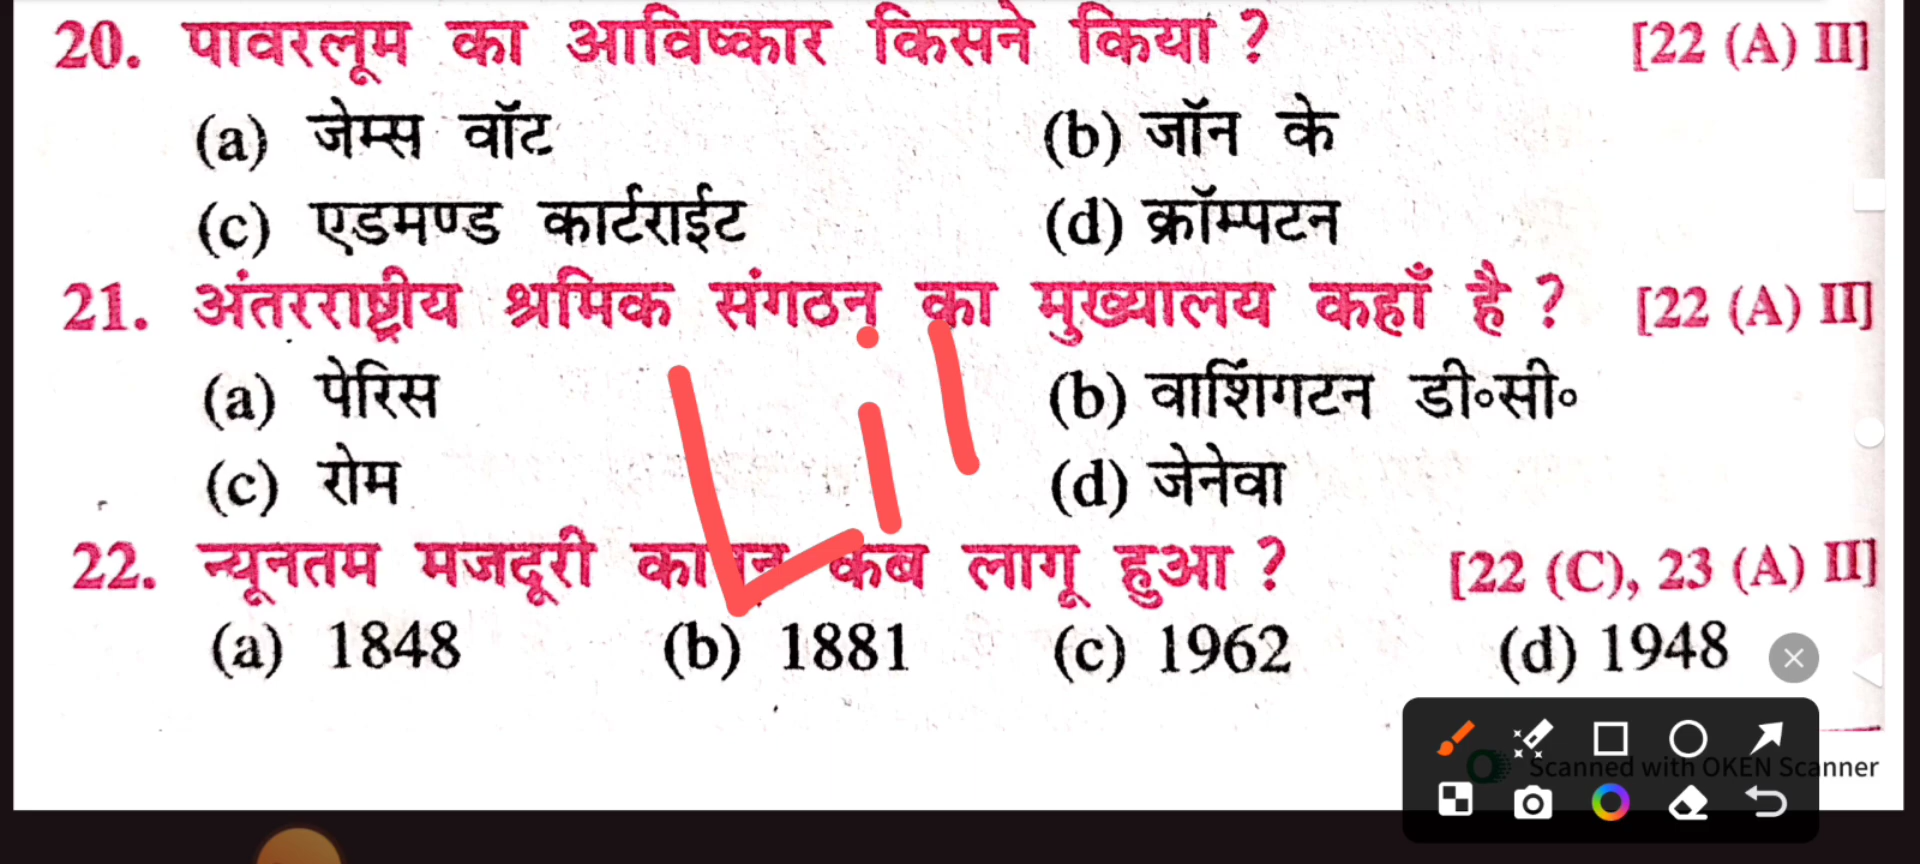 20. पावरलूम का आविष्कार किसने किया ? [22 (A) II]
(a) जेम्स वॉट (b) जॉन के
(c) एडमण्ड कार्टराईट (d) क्रॉम्पटन
21. अंतरराष्ट्रीय श्रमिक संगठन का मुख्यालय कहाँ है ? [22 (A) II]
(a) पेरिस (b) वाशिंगटन डी०सी०
(c) रोम (d) जेनेवा
22. न्यूनतम मजदूरी कब लागू हुआ ? [22 (C), 23 (A) II]
(a) 1848 (b) 1881 (c) 1962 (d) 1948
Scanned with OKEN Scanner